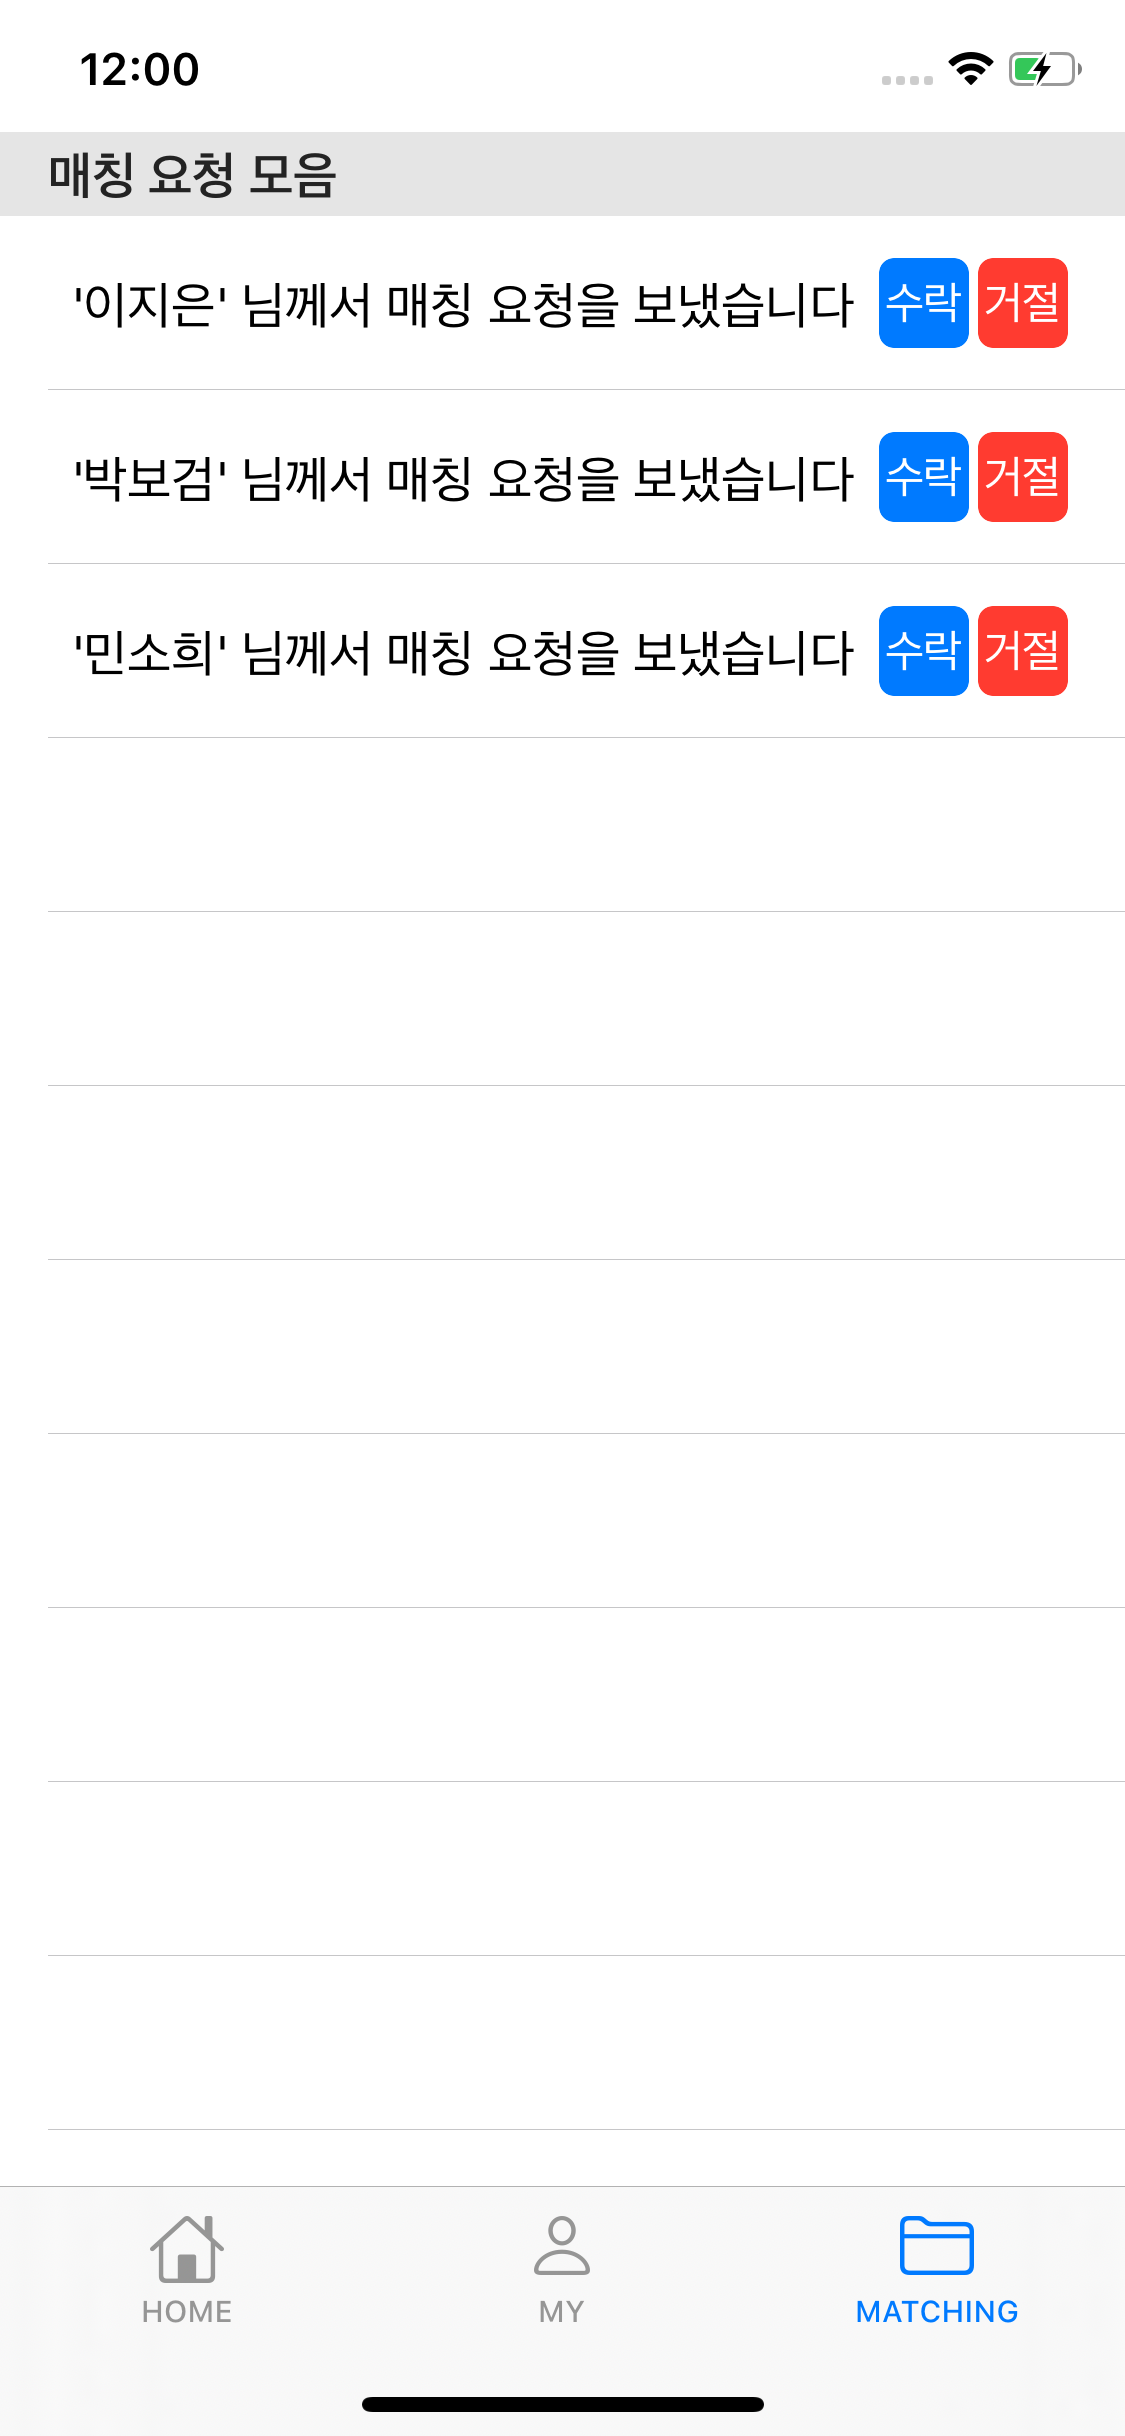 12:00
매칭 요청 모음
'이지은' 님께서 매칭 요청을 보냈습니다 수락 거절
'박보검' 님께서 매칭 요청을 보냈습니다 수락 거절
'민소희' 님께서 매칭 요청을 보냈습니다 수락 거절
HOME MY MATCHING